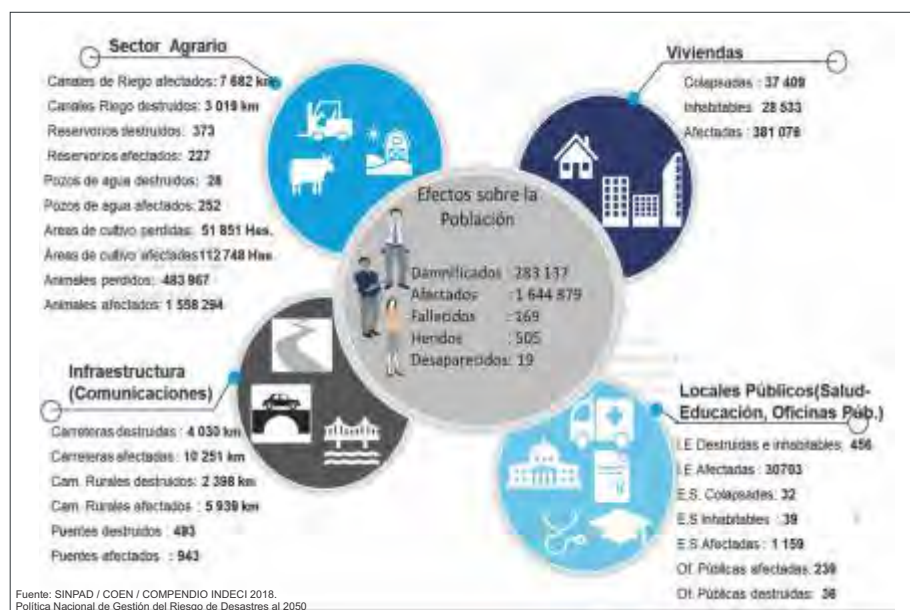 Sector Agrario
Canales de Riego afectados: 7 682 km
Canales Riego destruidos: 3 019 km
Reservorios destruidos: 373
Reservorios afectados: 227
Pozos de agua destruidos: 28
Pozos de agua afectados: 252
Áreas de cultivo perdidas: 51 851 Has.
Áreas de cultivo afectadas112 748 Has
Animales perdidos: 483 967
Animales afectados: 1 558 294
Viviendas
Colapsadas : 37 409
Inhabitables 28 533
Afectadas : 381 076
Efectos sobre la
Población
Damnificados : 283 137
Afectados : 1 644 879
Fallecidos : 169
Heridos : 505
Desaparecidos: 19
Infraestructura
(Comunicaciones)
Carreteras destruidas : 4 030 km
Carreteras afectadas : 10 251 km
Cam. Rurales destruidos: 2 398 km
Cam. Rurales afectados : 5 939 km
Puentes destruidos : 493
Puentes afectados : 943
Locales Públicos(Salud-
Educación, Oficinas Púb.)
I.E Destruidas e inhabitables: 456
I.E Afectadas : 30703
E.S. Colapsadas: 32
E.S Inhabitables : 39
E.S Afectadas : 1 159
Of. Públicas afectadas: 239
Of. Públicas destruidas: 36
Fuente: SINPAD / COEN / COMPENDIO INDECI 2018.
Política Nacional de Gestión del Riesgo de Desastres al 2050